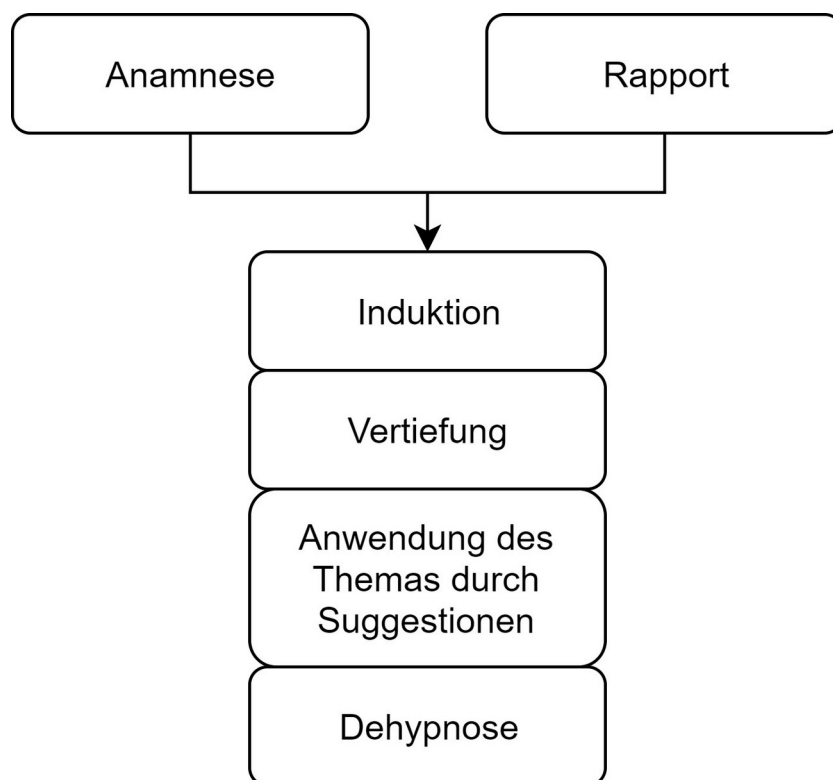 Anamnese
Rapport
Induktion
Vertiefung
Anwendung des
Themas durch
Suggestionen
Dehypnose